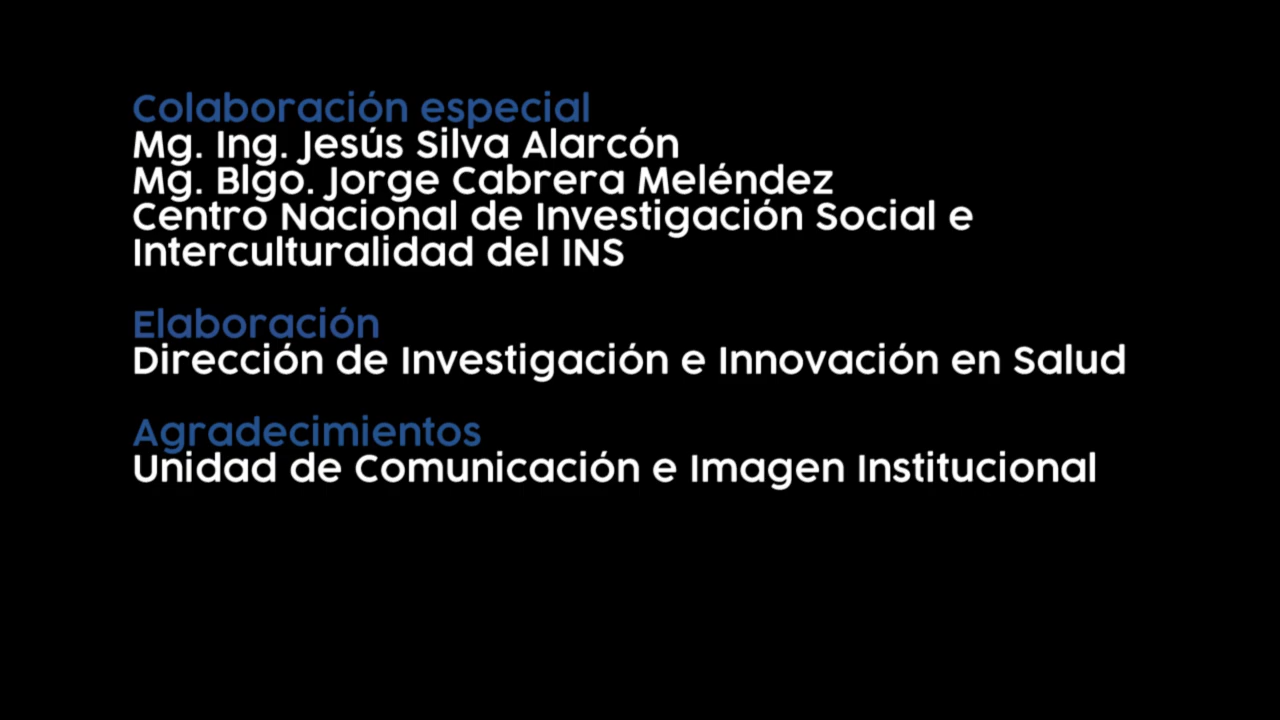 Colaboración especial
Mg. Ing. Jesús Silva Alarcón
Mg. Blgo. Jorge Cabrera Meléndez
Centro Nacional de Investigación Social e
Interculturalidad del INS
Elaboración
Dirección de Investigación e Innovación en Salud
Agradecimientos
Unidad de Comunicación e Imagen Institucional